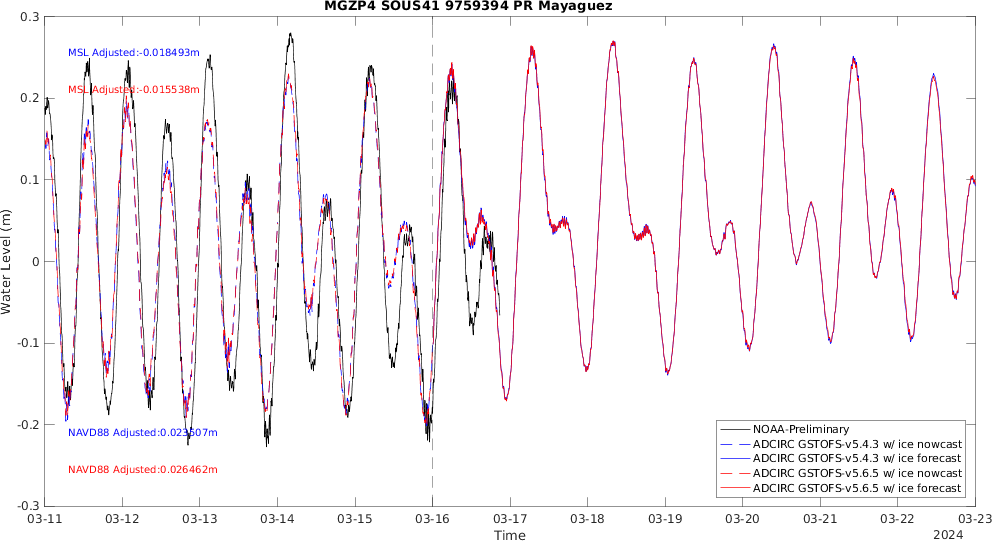 MGZP4 SOUS41 9759394 PR Mayaguez
MSL Adjusted:-0.018493m
MSL Adjusted:-0.015538m
NAVD88 Adjusted:0.023507m
NAVD88 Adjusted:0.026462m
Water Level (m)
0.3
0.2
0.1
0
-0.1
-0.2
-0.3
NOAA-Preliminary
ADCIRC GSTOFS-v5.4.3 w/ ice nowcast
ADCIRC GSTOFS-v5.4.3 w/ ice forecast
ADCIRC GSTOFS-v5.6.5 w/ ice nowcast
ADCIRC GSTOFS-v5.6.5 w/ ice forecast
03-11 03-12 03-13 03-14 03-15 03-16 03-17 03-18 03-19 03-20 03-21 03-22 03-23
Time
2024